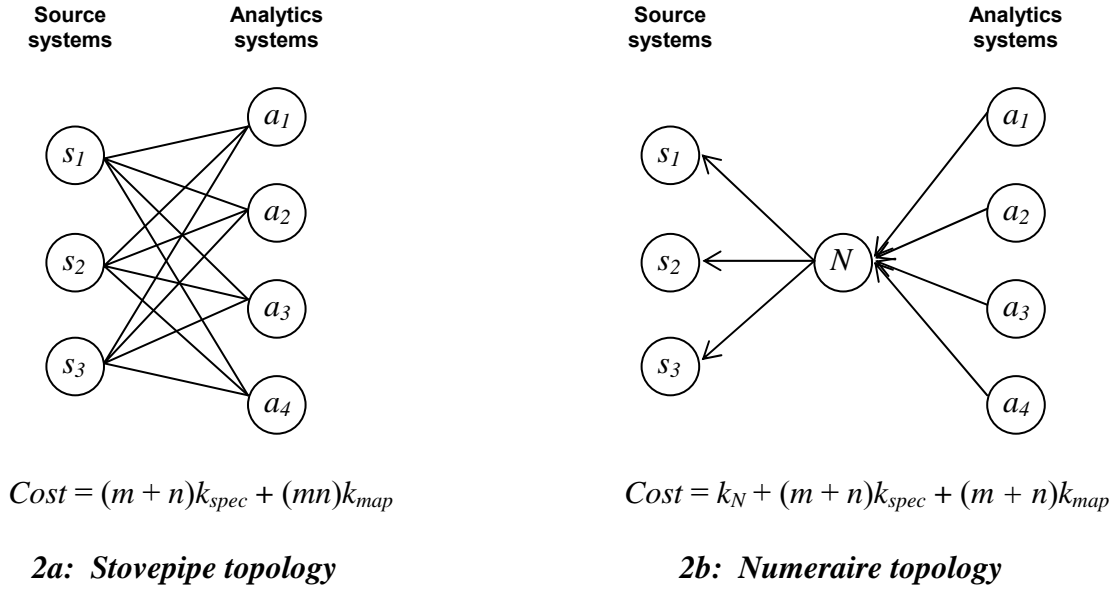 Source systems
Analytics systems
s1
s2
s3
a1
a2
a3
a4
Cost = (m + n)kspec + (mn)kmap
2a: Stovepipe topology
Source systems
Analytics systems
s1
s2
s3
N
a1
a2
a3
a4
Cost = kN + (m + n)kspec + (m + n)kmap
2b: Numeraire topology